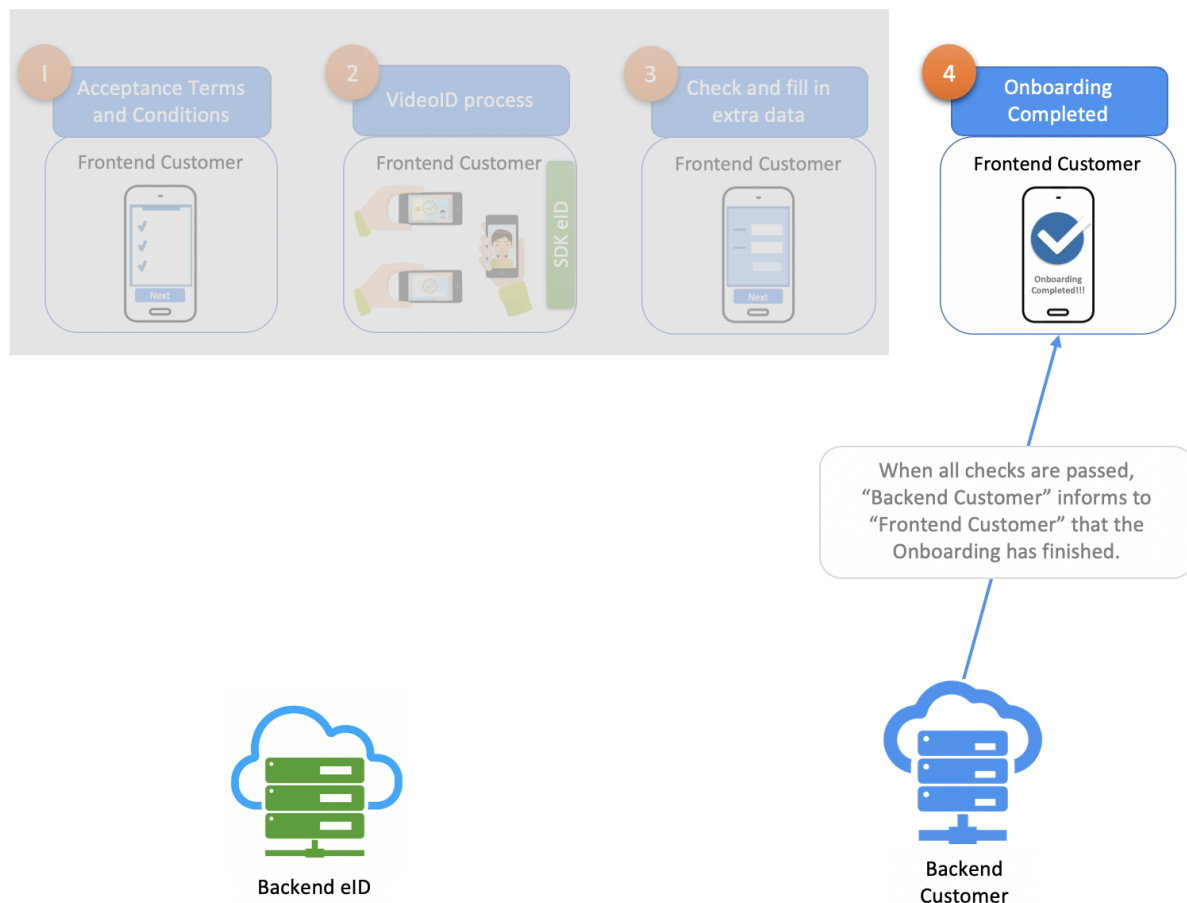 1
Acceptance Terms
and Conditions
Frontend Customer
Next
2
VideoID process
Frontend Customer
SDK eID
3
Check and fill in
extra data
Frontend Customer
Next
4
Onboarding
Completed
Frontend Customer
Onboarding
Completed!!!
When all checks are passed,
“Backend Customer” informs to
“Frontend Customer” that the
Onboarding has finished.
Backend eID
Backend
Customer